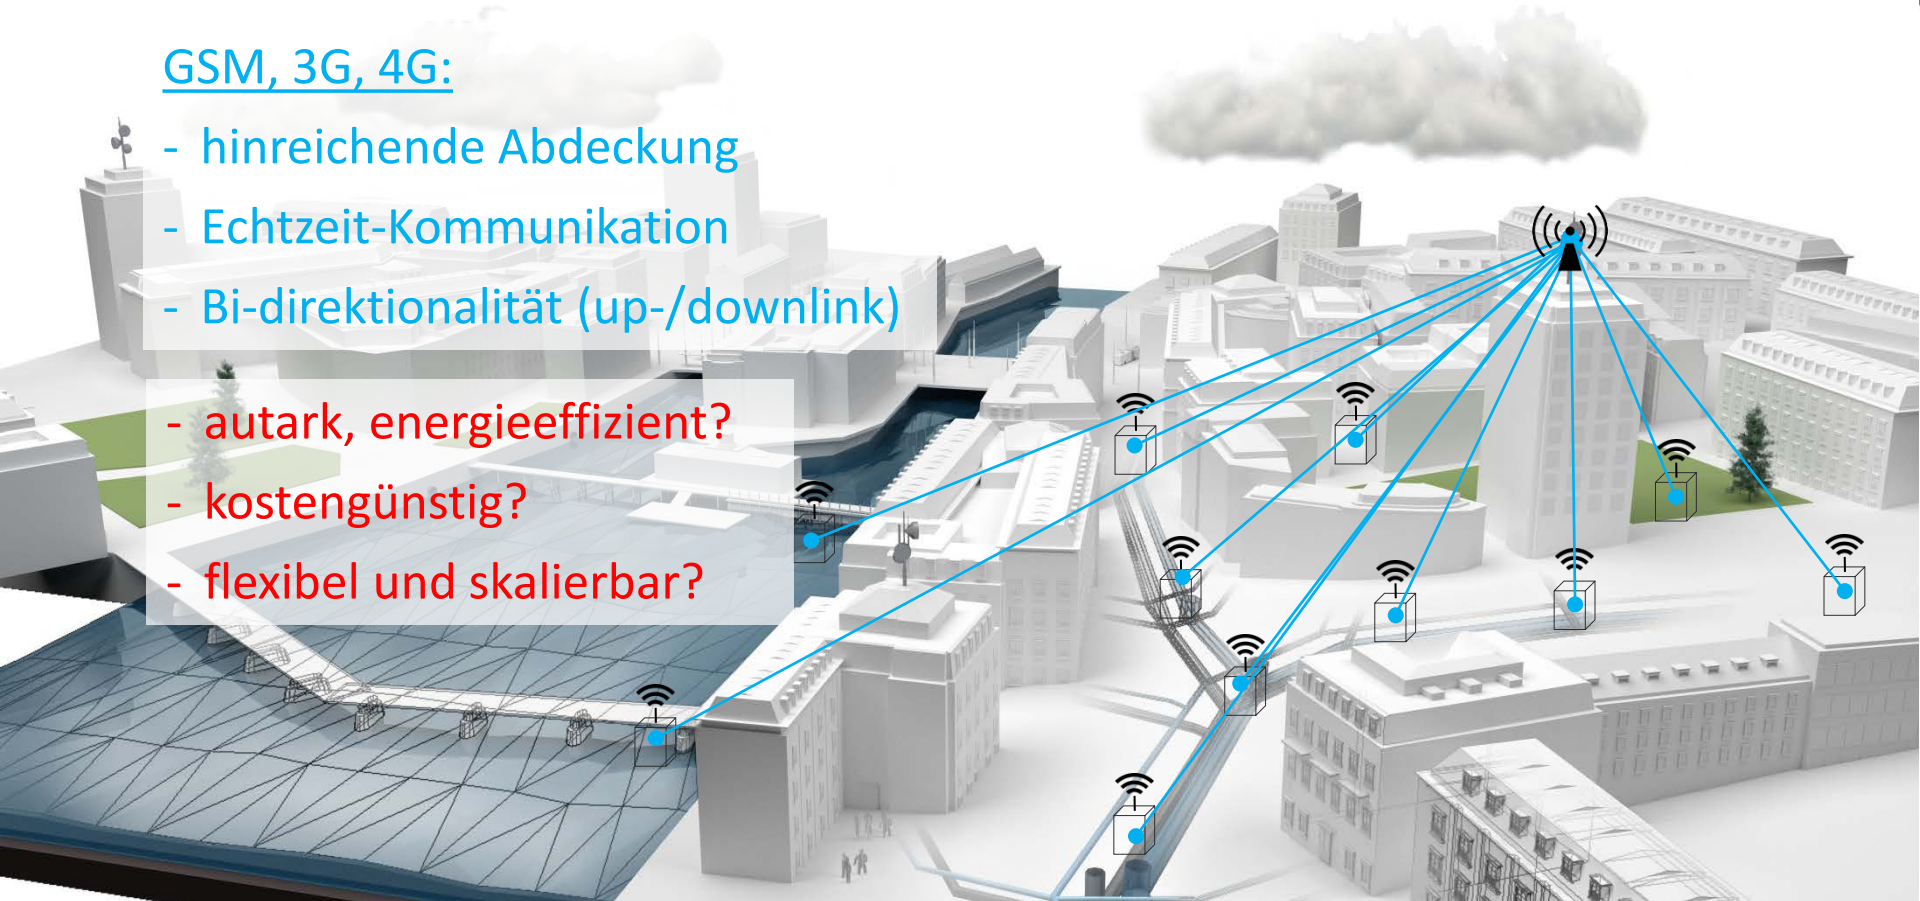 GSM, 3G, 4G:
- hinreichende Abdeckung
- Echtzeit-Kommunikation
- Bi-direktionalität (up-/downlink)
- autark, energieeffizient?
- kostengünstig?
- flexibel und skalierbar?